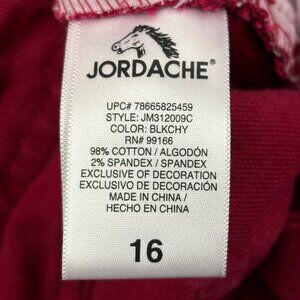 JORDACHE®
UPC# 78665825459
STYLE: JM312009C
COLOR: BLKCHY
RN# 99166
98% COTTON / ALGODÓN
2% SPANDEX / SPANDEX
EXCLUSIVE OF DECORATION
EXCLUSIVO DE DECORACIÓN
MADE IN CHINA /
HECHO EN CHINA
16